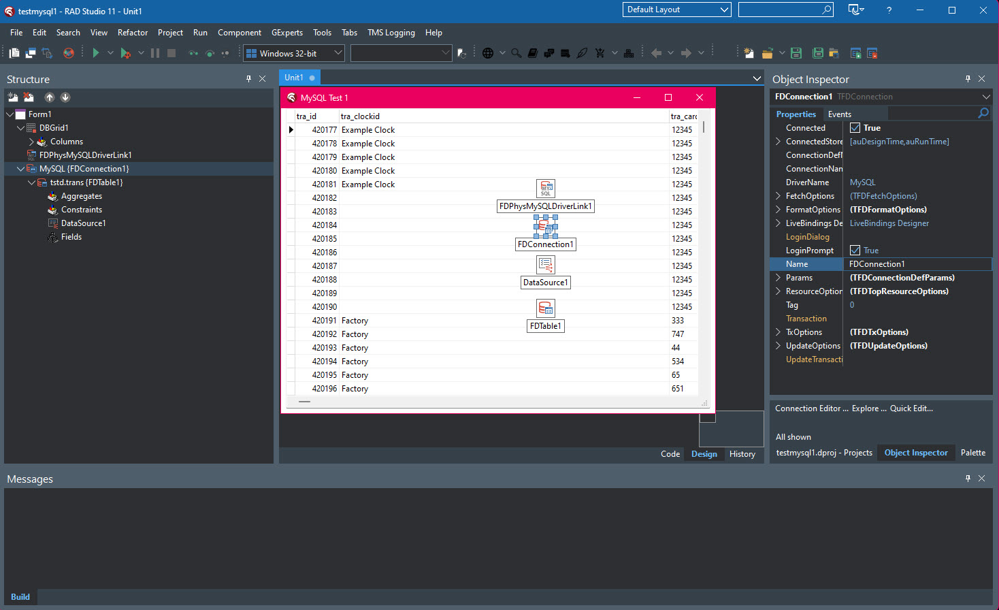 testmysql1 - RAD Studio 11 - Unit1
Default Layout
?
File Edit Search View Refactor Project Run Component GExperts Tools Tabs TMS Logging Help
Windows 32-bit
Structure
Form1
DBGrid1
Columns
FDPhysMySQLDriverLink1
MySQL {FDConnection1}
tstd.trans {FDTable1}
Aggregates
Constraints
DataSource1
Fields
Unit1
MySQL Test 1
tra_id tra_clockid tra_card
420177 Example Clock 12345
420178 Example Clock 12345
420179 Example Clock 12345
420180 Example Clock 12345
420181 Example Clock 12345
420182 12345
420183 12345
420184 12345
420185 12345
420186 12345
420187 12345
420188 12345
420189 12345
420190 12345
420191 Factory 333
420192 Factory 747
420193 Factory 44
420194 Factory 534
420195 Factory 65
420196 Factory 651
MY
SQL
FDPhysMySQLDriverLink1
FDConnection1
DataSource1
FDTable1
Code Design History
Object Inspector
FDConnection1 TFDConnection
Properties Events
Connected True
ConnectedStore [auDesignTime,auRunTime]
ConnectionDefN
ConnectionNam
DriverName MySQL
FetchOptions (TFDFetchOptions)
FormatOptions (TFDFormatOptions)
LiveBindings De LiveBindings Designer
LoginDialog
LoginPrompt True
Name FDConnection1
Params (TFDConnectionDefParams)
ResourceOption (TFDTopResourceOptions)
Tag 0
Transaction
TxOptions (TFDTxOptions)
UpdateOptions (TFDUpdateOptions)
UpdateTransacti
Connection Editor ... Explore ... Quick Edit...
All shown
testmysql1.dproj - Projects Object Inspector Palette
Messages
Build